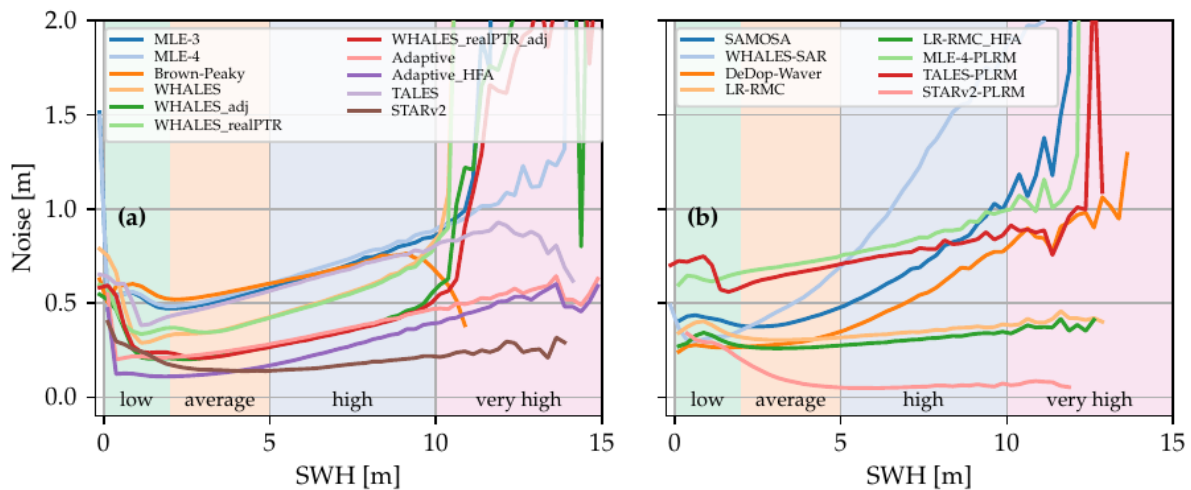 2.0
1.5
1.0
0.5
0.0
Noise [m]
MLE-3
MLE-4
Brown-Peaky
WHALES
WHALES_adj
WHALES_realPTR
WHALES_realPTR_adj
Adaptive
Adaptive_HFA
TALES
STARv2
(a)
low average high very high
0 5 10 15
SWH [m]
SAMOSA
WHALES-SAR
DeDop-Waver
LR-RMC
LR-RMC_HFA
MLE-4-PLRM
TALES-PLRM
STARv2-PLRM
(b)
low average high very high
0 5 10 15
SWH [m]